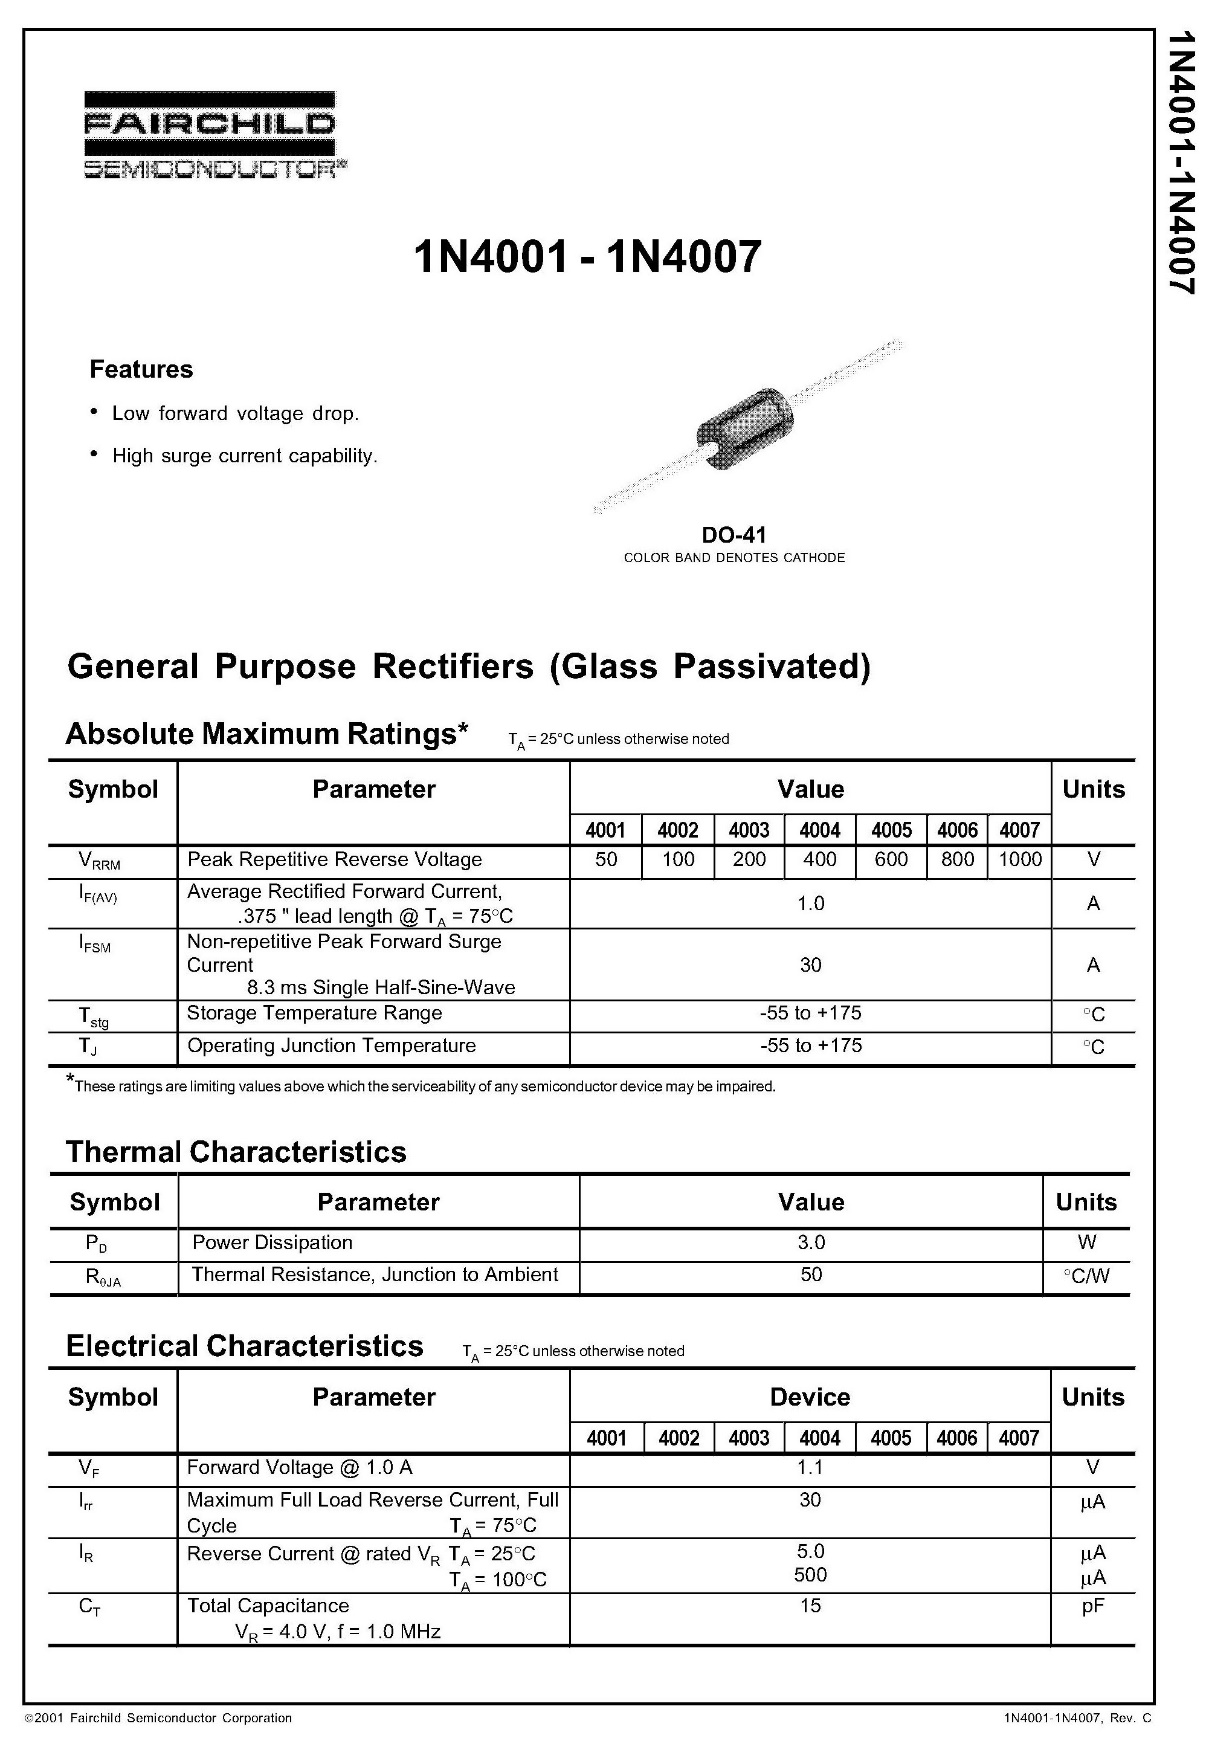 1N4001-1N4007
FAIRCHILD
SEMICONDUCTOR®
1N4001 - 1N4007
Features
• Low forward voltage drop.
• High surge current capability.
DO-41
COLOR BAND DENOTES CATHODE
General Purpose Rectifiers (Glass Passivated)
Absolute Maximum Ratings* TA = 25°C unless otherwise noted
Symbol Parameter Value Units
4001 4002 4003 4004 4005 4006 4007
VRRM Peak Repetitive Reverse Voltage 50 100 200 400 600 800 1000 V
IF(AV) Average Rectified Forward Current,
.375 " lead length @ TA = 75°C 1.0 A
IFSM Non-repetitive Peak Forward Surge
Current 30 A
8.3 ms Single Half-Sine-Wave
Tstg Storage Temperature Range -55 to +175 °C
TJ Operating Junction Temperature -55 to +175 °C
*These ratings are limiting values above which the serviceability of any semiconductor device may be impaired.
Thermal Characteristics
Symbol Parameter Value Units
PD Power Dissipation 3.0 W
RθJA Thermal Resistance, Junction to Ambient 50 °C/W
Electrical Characteristics TA = 25°C unless otherwise noted
Symbol Parameter Device Units
4001 4002 4003 4004 4005 4006 4007
VF Forward Voltage @ 1.0 A 1.1 V
Irr Maximum Full Load Reverse Current, Full 30 µA
Cycle TA = 75°C
IR Reverse Current @ rated VR TA = 25°C 5.0 µA
TA = 100°C 500 µA
CT Total Capacitance 15 pF
VR = 4.0 V, f = 1.0 MHz
©2001 Fairchild Semiconductor Corporation 1N4001-1N4007, Rev. C